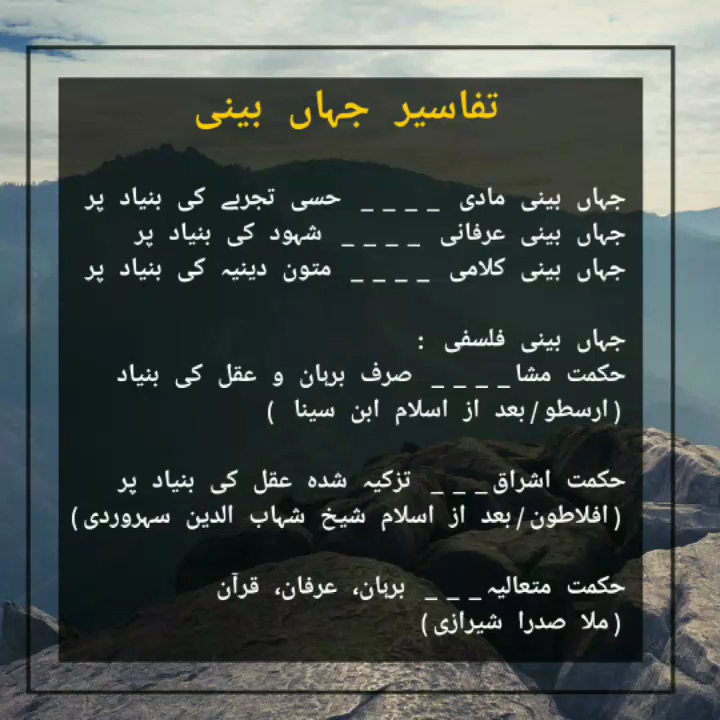 تفاسیر جہاں بینی
جہاں بینی مادی _ _ _ _ حسی تجربے کی بنیاد پر
جہاں بینی عرفانی _ _ _ _ شہود کی بنیاد پر
جہاں بینی کلامی _ _ _ _ متون دینیہ کی بنیاد پر
جہاں بینی فلسفی :
حکمت مشا_ _ _ _ صرف برہان و عقل کی بنیاد
(ارسطو/بعد از اسلام ابن سینا )
حکمت اشراق_ _ _ تزکیہ شدہ عقل کی بنیاد پر
(افلاطون/بعد از اسلام شیخ شہاب الدین سہروردی)
حکمت متعالیہ_ _ _ برہان، عرفان، قرآن
(ملا صدرا شیرازی)